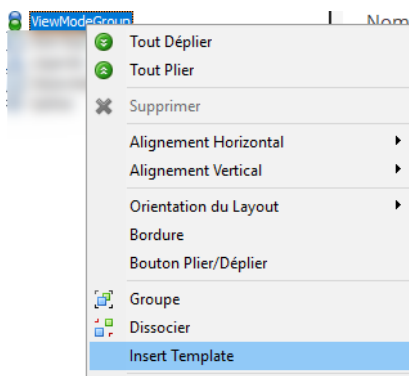 ViewModeGroup
Nom
Tout Déplier
Tout Plier
Supprimer
Alignement Horizontal
Alignement Vertical
Orientation du Layout
Bordure
Bouton Plier/Déplier
Groupe
Dissocier
Insert Template